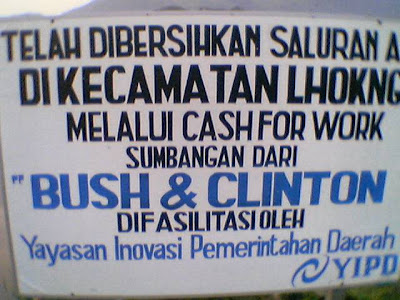 TELAH DIBERSIHKAN SALURAN A
DI KECAMATAN LHOKNG
MELALUI CASH FOR WORK
SUMBANGAN DARI
BUSH & CLINTON
DIFASILITASI OLEH
Yayasan Inovasi Pemerintahan Daerah
YIPD